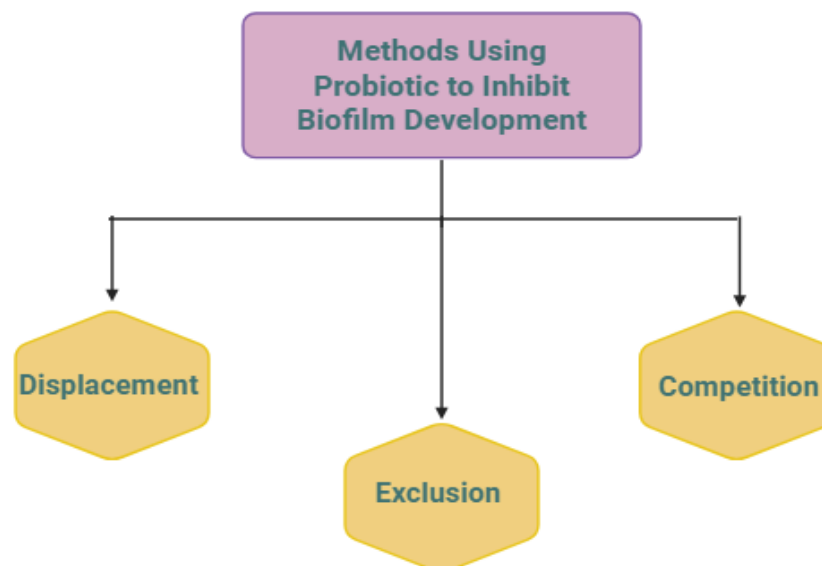 Methods Using
Probiotic to Inhibit
Biofilm Development
Displacement
Competition
Exclusion